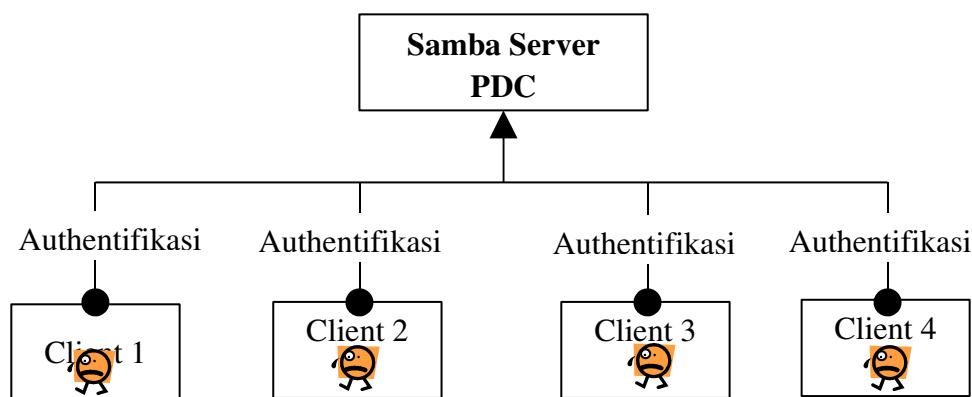 Samba Server
PDC
Authentifikasi
Authentifikasi
Authentifikasi
Authentifikasi
Client 1
Client 2
Client 3
Client 4